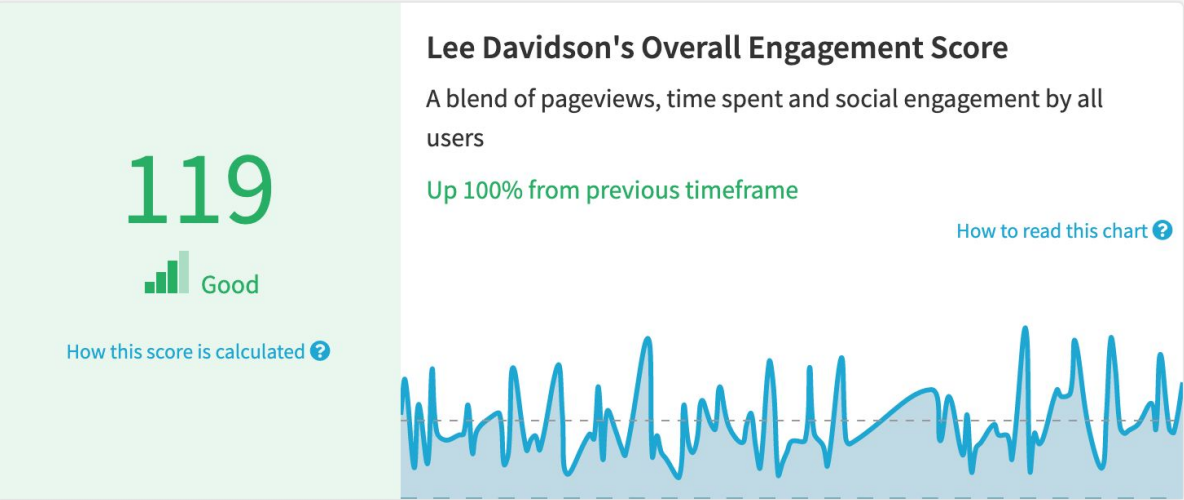 119
Good
How this score is calculated ?
Lee Davidson's Overall Engagement Score
A blend of pageviews, time spent and social engagement by all
users
Up 100% from previous timeframe
How to read this chart ?